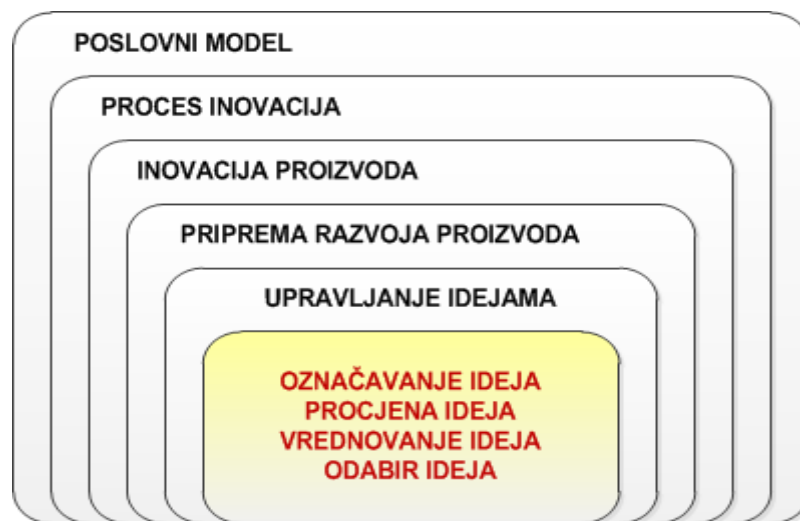 POSLOVNI MODEL
PROCES INOVACIJA
INOVACIJA PROIZVODA
PRIPREMA RAZVOJA PROIZVODA
UPRAVLJANJE IDEJAMA
OZNAČAVANJE IDEJA
PROCJENA IDEJA
VREDNOVANJE IDEJA
ODABIR IDEJA